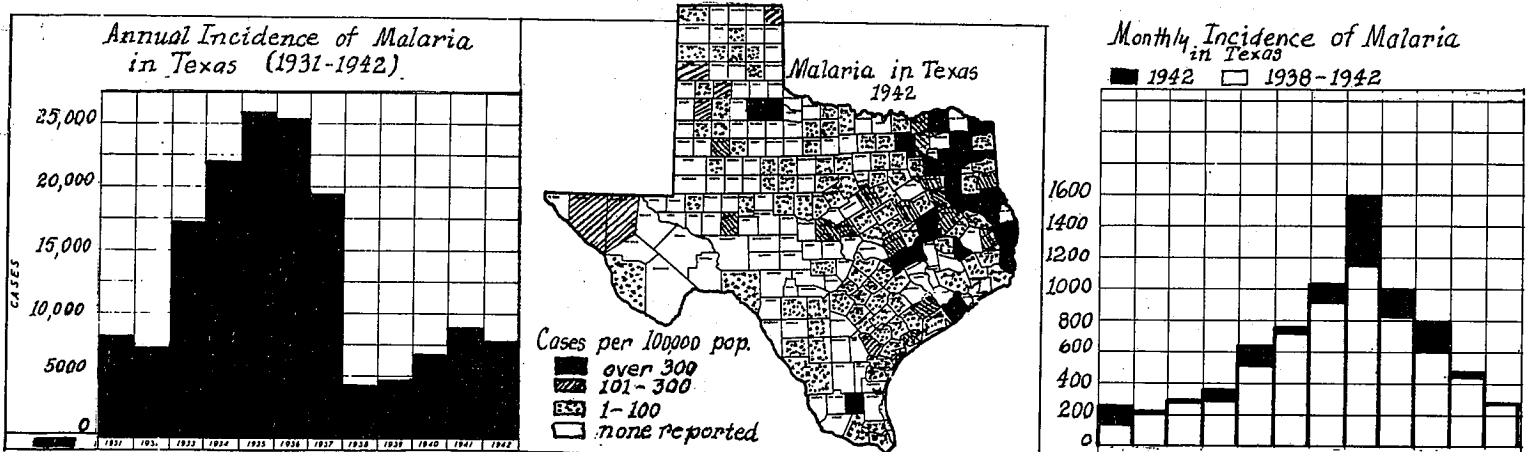 Annual Incidence of Malaria
in Texas (1931-1942)
25,000
20,000
15,000
10,000
5000
0
CASES
1931 1933 1934 1935 1936 1937 1938 1939 1940 1941 1942
Malaria in Texas
1942
Cases per 100,000 pop.
over 300
101-300
1-100
none reported
Monthly Incidence of Malaria
in Texas
1942 1938-1942
1600
1400
1200
1000
800
600
400
200
0